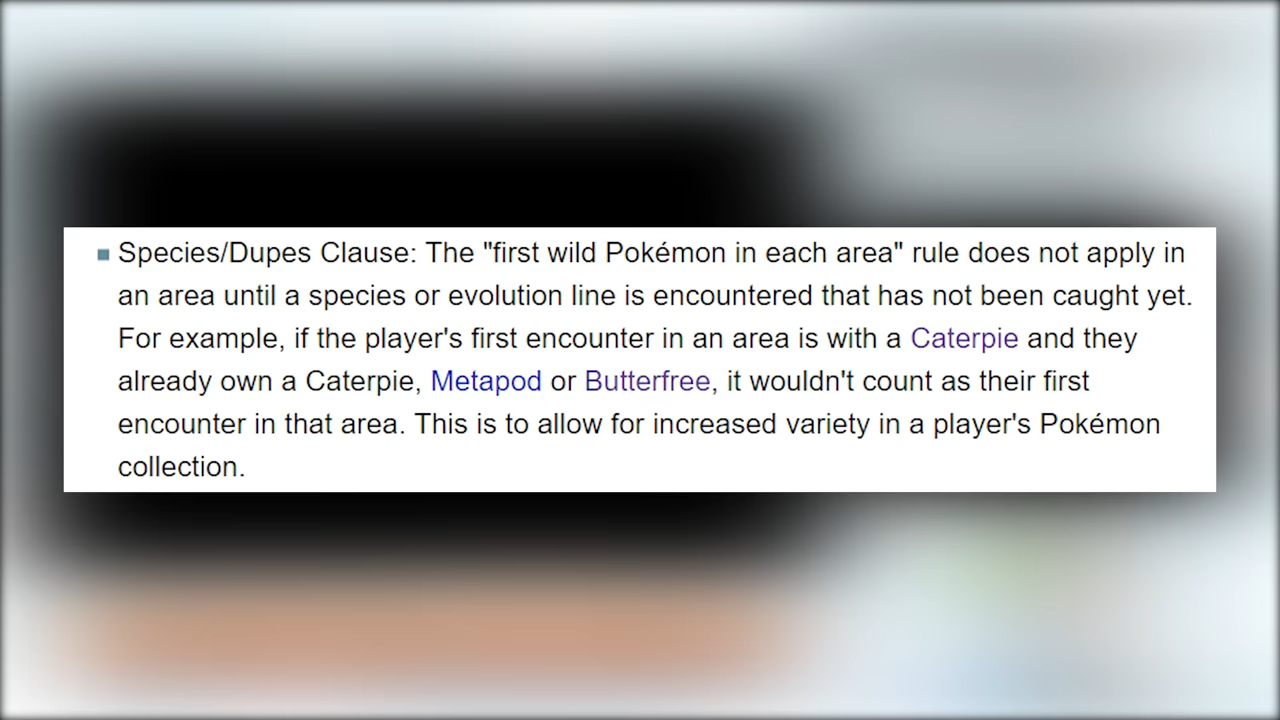 Species/Dupes Clause: The "first wild Pokémon in each area" rule does not apply in
an area until a species or evolution line is encountered that has not been caught yet.
For example, if the player's first encounter in an area is with a Caterpie and they
already own a Caterpie, Metapod or Butterfree, it wouldn't count as their first
encounter in that area. This is to allow for increased variety in a player's Pokémon
collection.